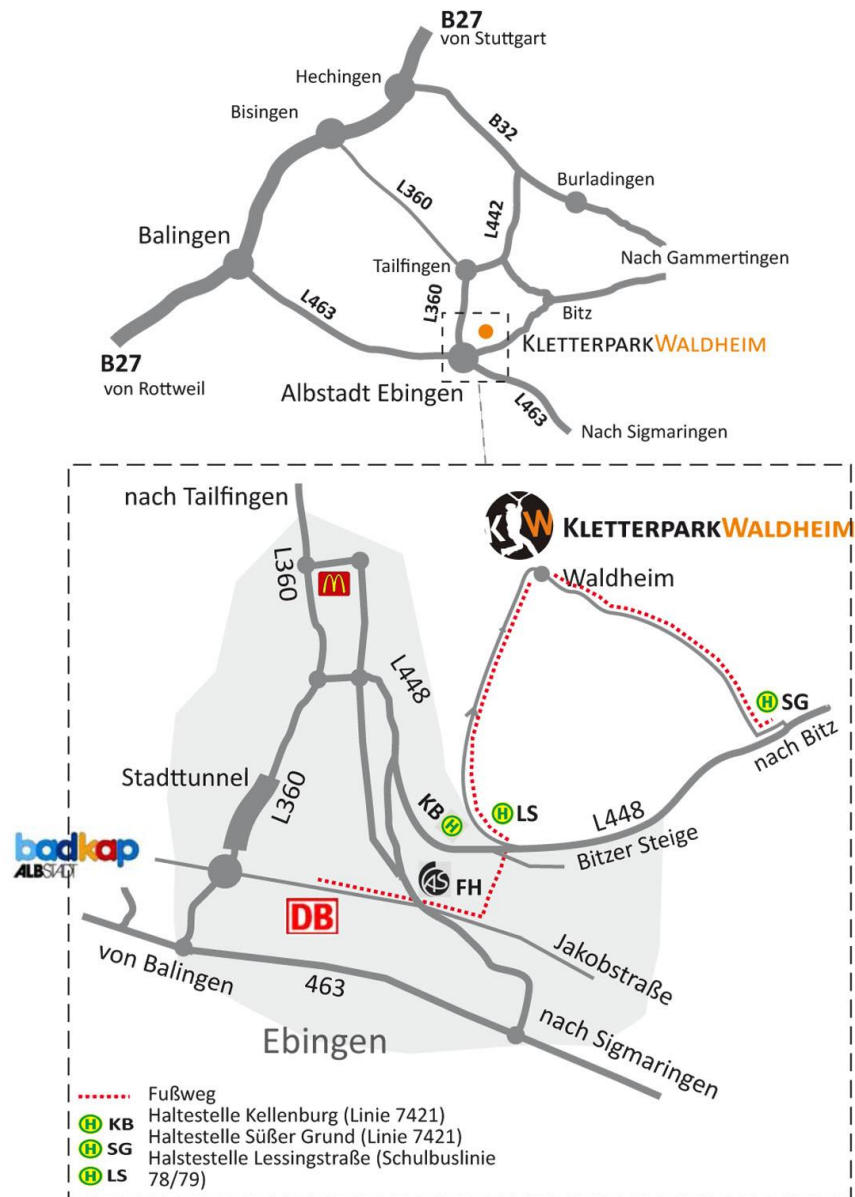 B27
von Stuttgart
Hechingen
Bisingen
B32
L360
L442
Burladingen
Balingen
Tailfingen
Nach Gammertingen
L463
L360
Bitz
KLETTERPARKWALDHEIM
B27
von Rottweil
Albstadt Ebingen
L463
Nach Sigmaringen
nach Tailfingen
KW
KLETTERPARKWALDHEIM
L360
Waldheim
L448
SG
nach Bitz
Stadttunnel
L360
KB
LS
L448
Bitzer Steige
badkap
ALBSTADT
AS
FH
DB
Jakobstraße
von Balingen
463
nach Sigmaringen
Ebingen
Fußweg
H KB Haltestelle Kellenburg (Linie 7421)
H SG Haltestelle Süßer Grund (Linie 7421)
H LS Halstestelle Lessingstraße (Schulbuslinie
78/79)